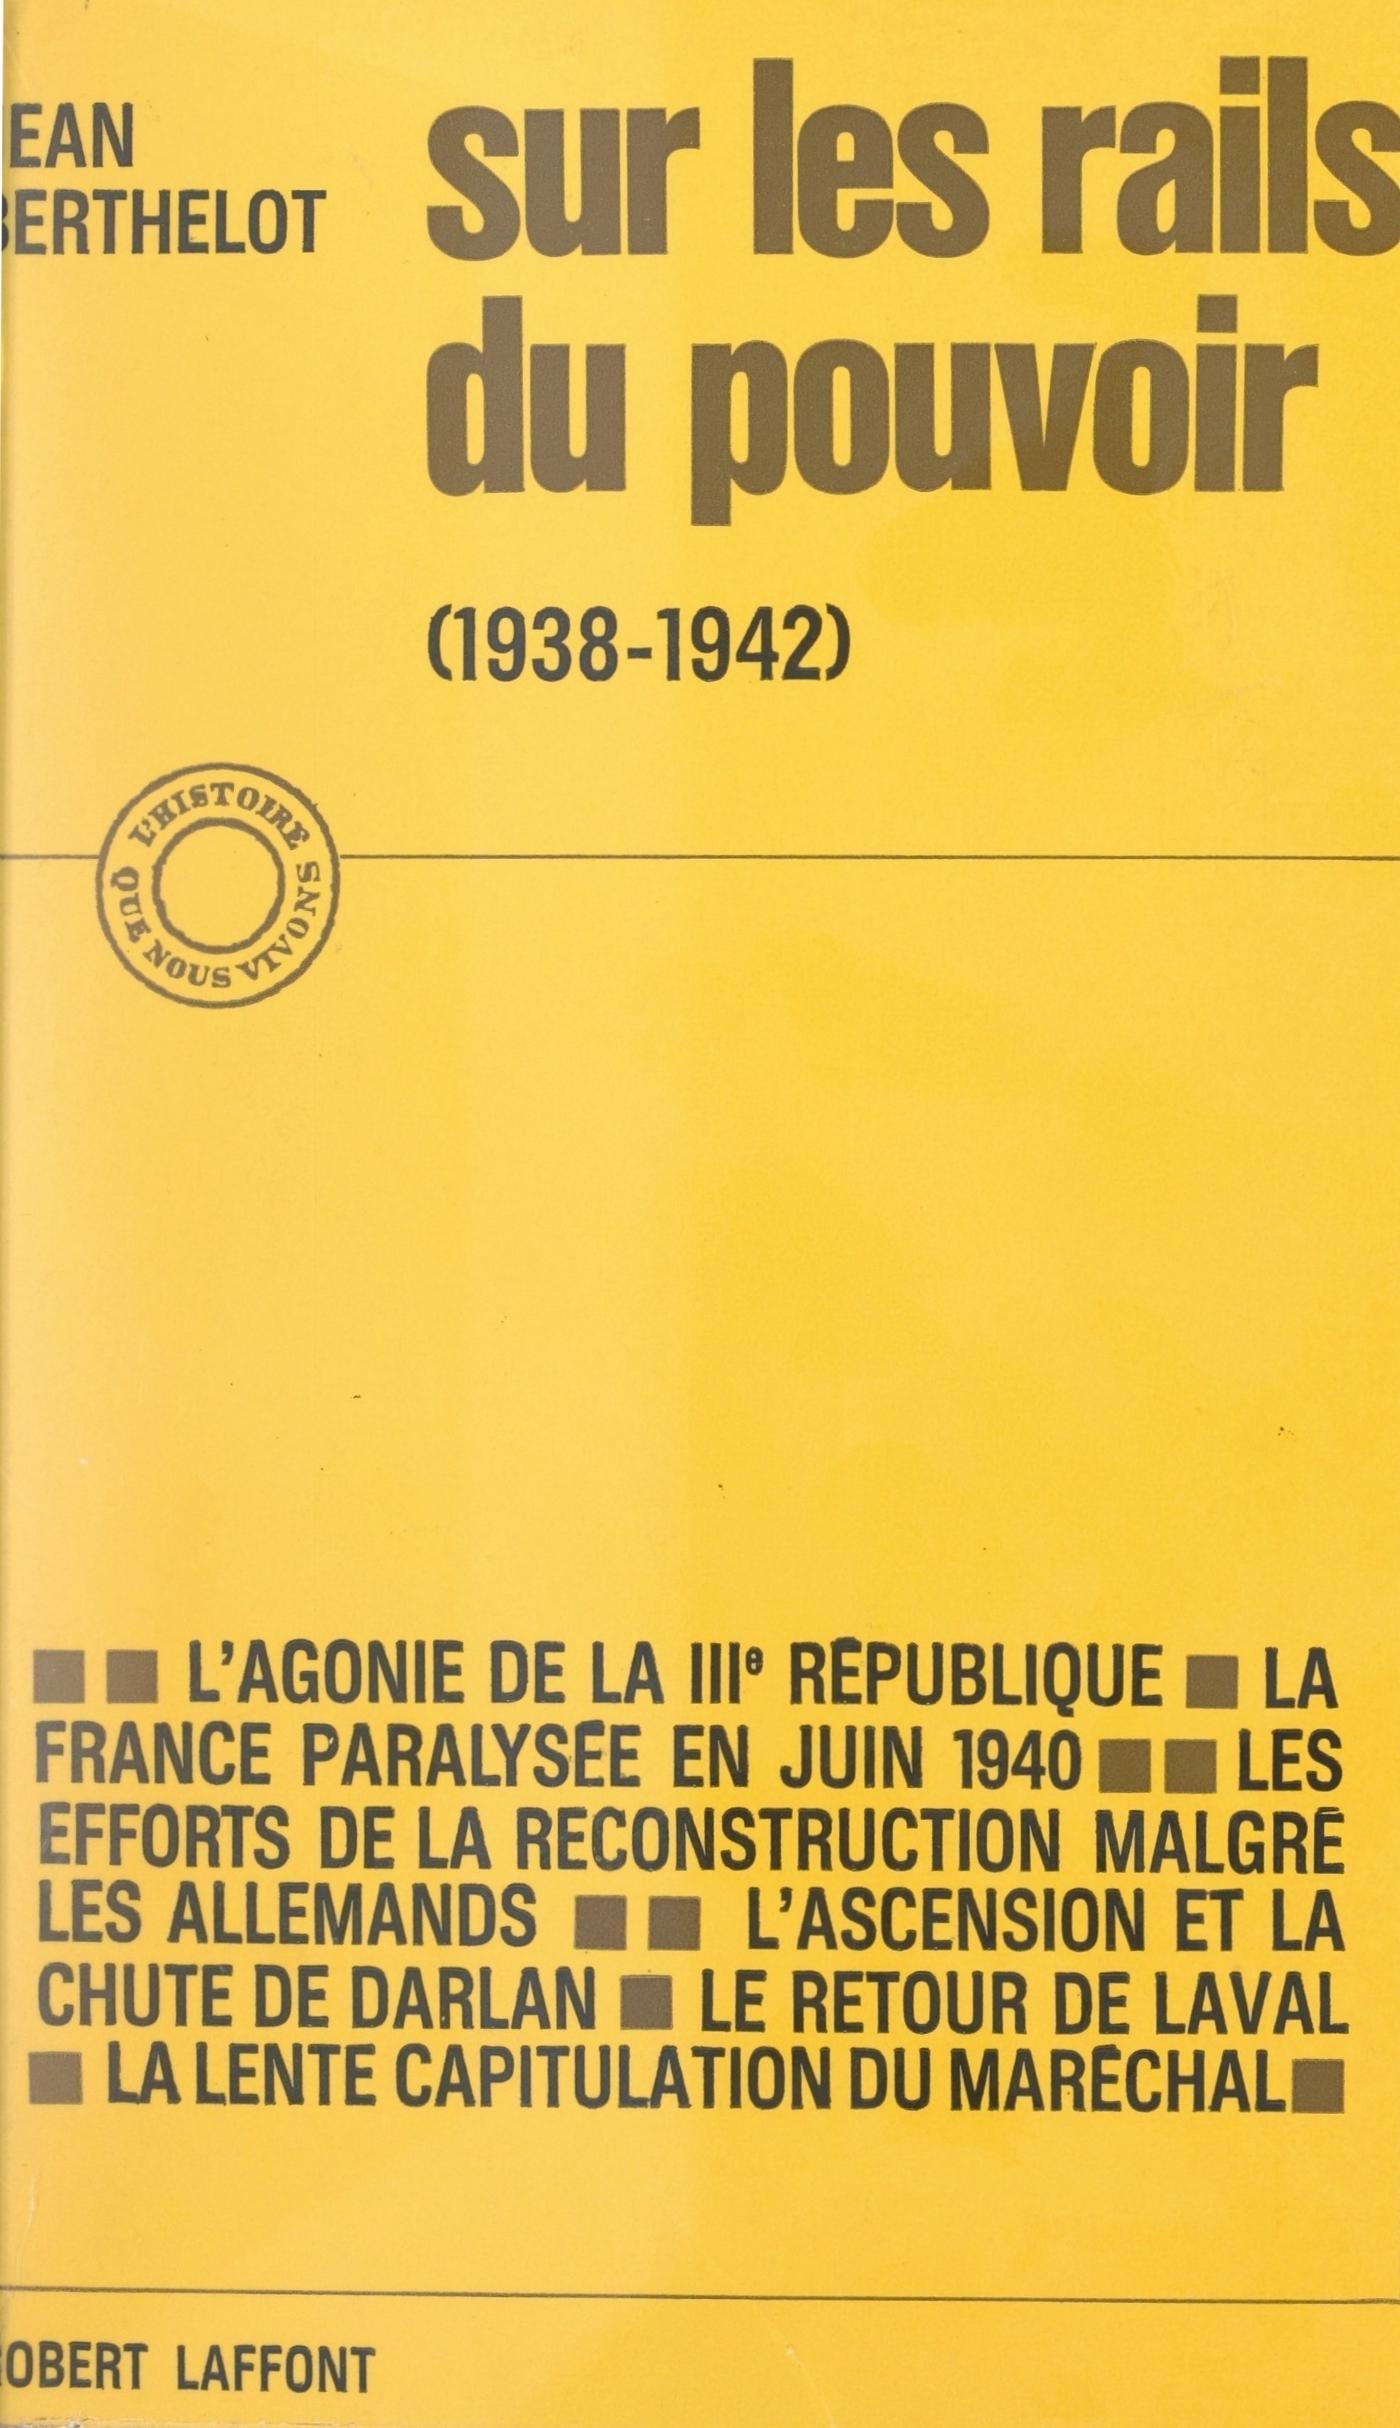 JEAN
BERTHELOT
sur les rails
du pouvoir
(1938-1942)
L'HISTOIRE QUE NOUS VIVONS
L'AGONIE DE LA IIIe RÉPUBLIQUE ■ LA
FRANCE PARALYSÉE EN JUIN 1940 ■■ LES
EFFORTS DE LA RECONSTRUCTION MALGRÉ
LES ALLEMANDS ■■ L'ASCENSION ET LA
CHUTE DE DARLAN ■ LE RETOUR DE LAVAL
■ LA LENTE CAPITULATION DU MARÉCHAL ■
ROBERT LAFFONT